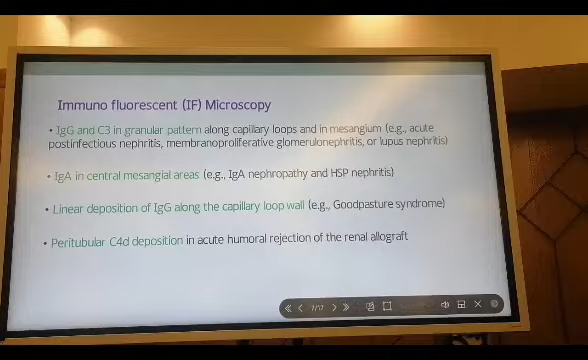 Immuno fluorescent (IF) Microscopy
• IgG and C3 in granular pattern along capillary loops and in mesangium (e.g., acute
postinfectious nephritis, membranoproliferative glomerulonephritis, or lupus nephritis)
• IgA in central mesangial areas (e.g., IgA nephropathy and HSP nephritis)
• Linear deposition of IgG along the capillary loop wall (e.g., Goodpasture syndrome)
• Peritubular C4d deposition in acute humoral rejection of the renal allograft